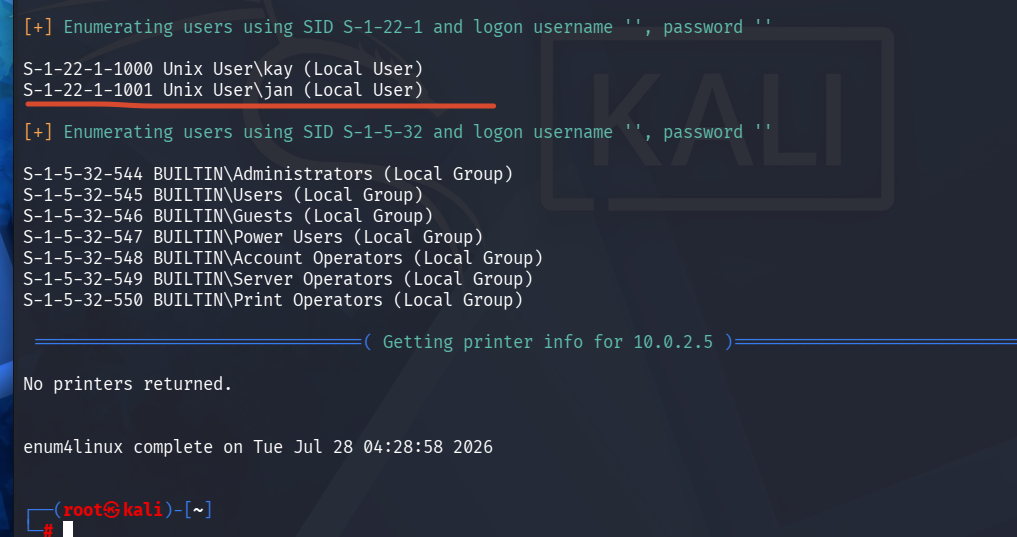 [+] Enumerating users using SID S-1-22-1 and logon username '', password ''
S-1-22-1-1000 Unix User\kay (Local User)
S-1-22-1-1001 Unix User\jan (Local User)
[+] Enumerating users using SID S-1-5-32 and logon username '', password ''
S-1-5-32-544 BUILTIN\Administrators (Local Group)
S-1-5-32-545 BUILTIN\Users (Local Group)
S-1-5-32-546 BUILTIN\Guests (Local Group)
S-1-5-32-547 BUILTIN\Power Users (Local Group)
S-1-5-32-548 BUILTIN\Account Operators (Local Group)
S-1-5-32-549 BUILTIN\Server Operators (Local Group)
S-1-5-32-550 BUILTIN\Print Operators (Local Group)
( Getting printer info for 10.0.2.5 )
No printers returned.
enum4linux complete on Tue Jul 28 04:28:58 2026
┌──(root㉿kali)-[~]
└─#
KALI